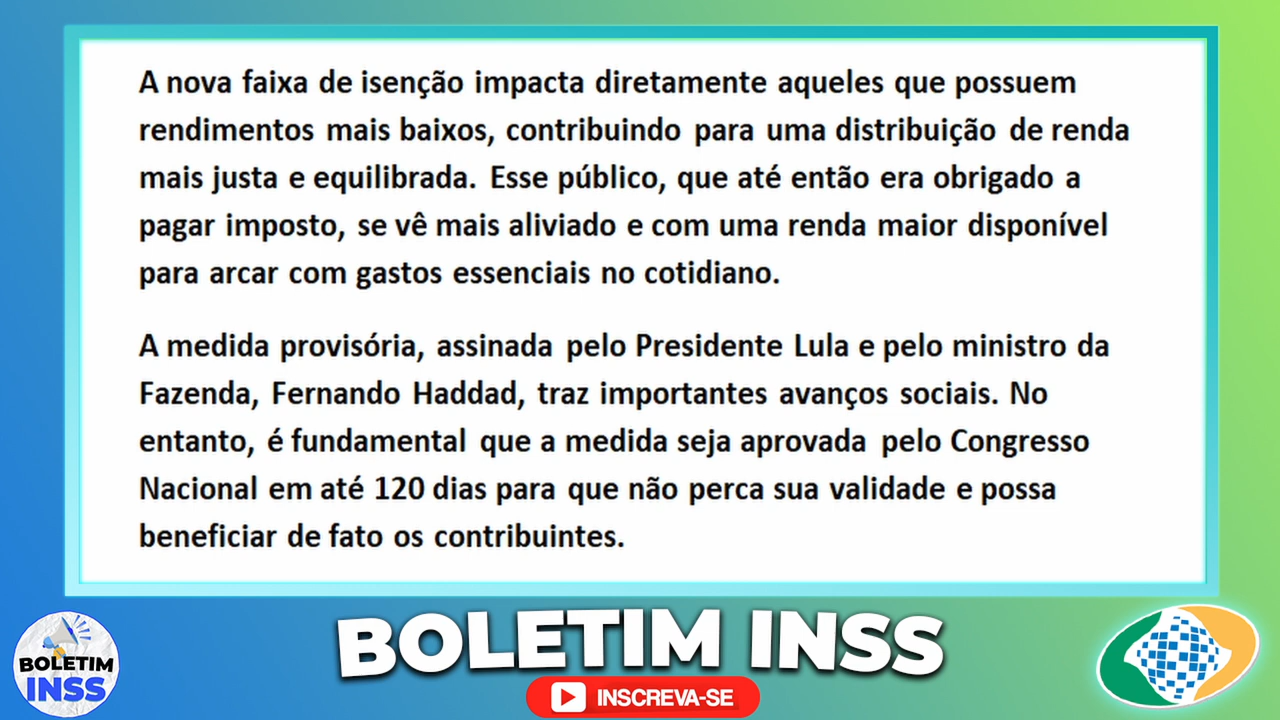 A nova faixa de isenção impacta diretamente aqueles que possuem
rendimentos mais baixos, contribuindo para uma distribuição de renda
mais justa e equilibrada. Esse público, que até então era obrigado a
pagar imposto, se vê mais aliviado e com uma renda maior disponível
para arcar com gastos essenciais no cotidiano.
A medida provisória, assinada pelo Presidente Lula e pelo ministro da
Fazenda, Fernando Haddad, traz importantes avanços sociais. No
entanto, é fundamental que a medida seja aprovada pelo Congresso
Nacional em até 120 dias para que não perca sua validade e possa
beneficiar de fato os contribuintes.
BOLETIM INSS
INSCREVA-SE
BOLETIM
INSS